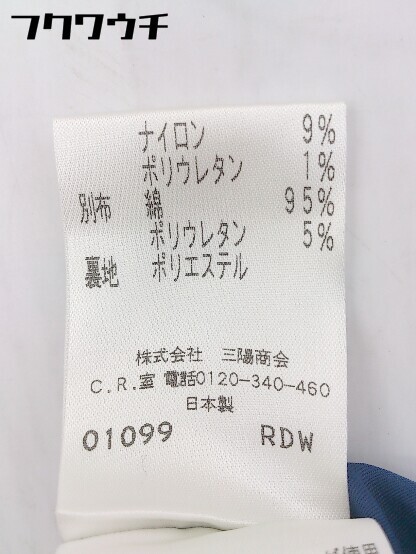 フクワウチ
ナイロン 9%
ポリウレタン 1%
別布 綿 95%
ポリウレタン 5%
裏地 ポリエステル
株式会社 三陽商会
C.R.室 電話0120-340-460
日本製
01099 RDW
使用